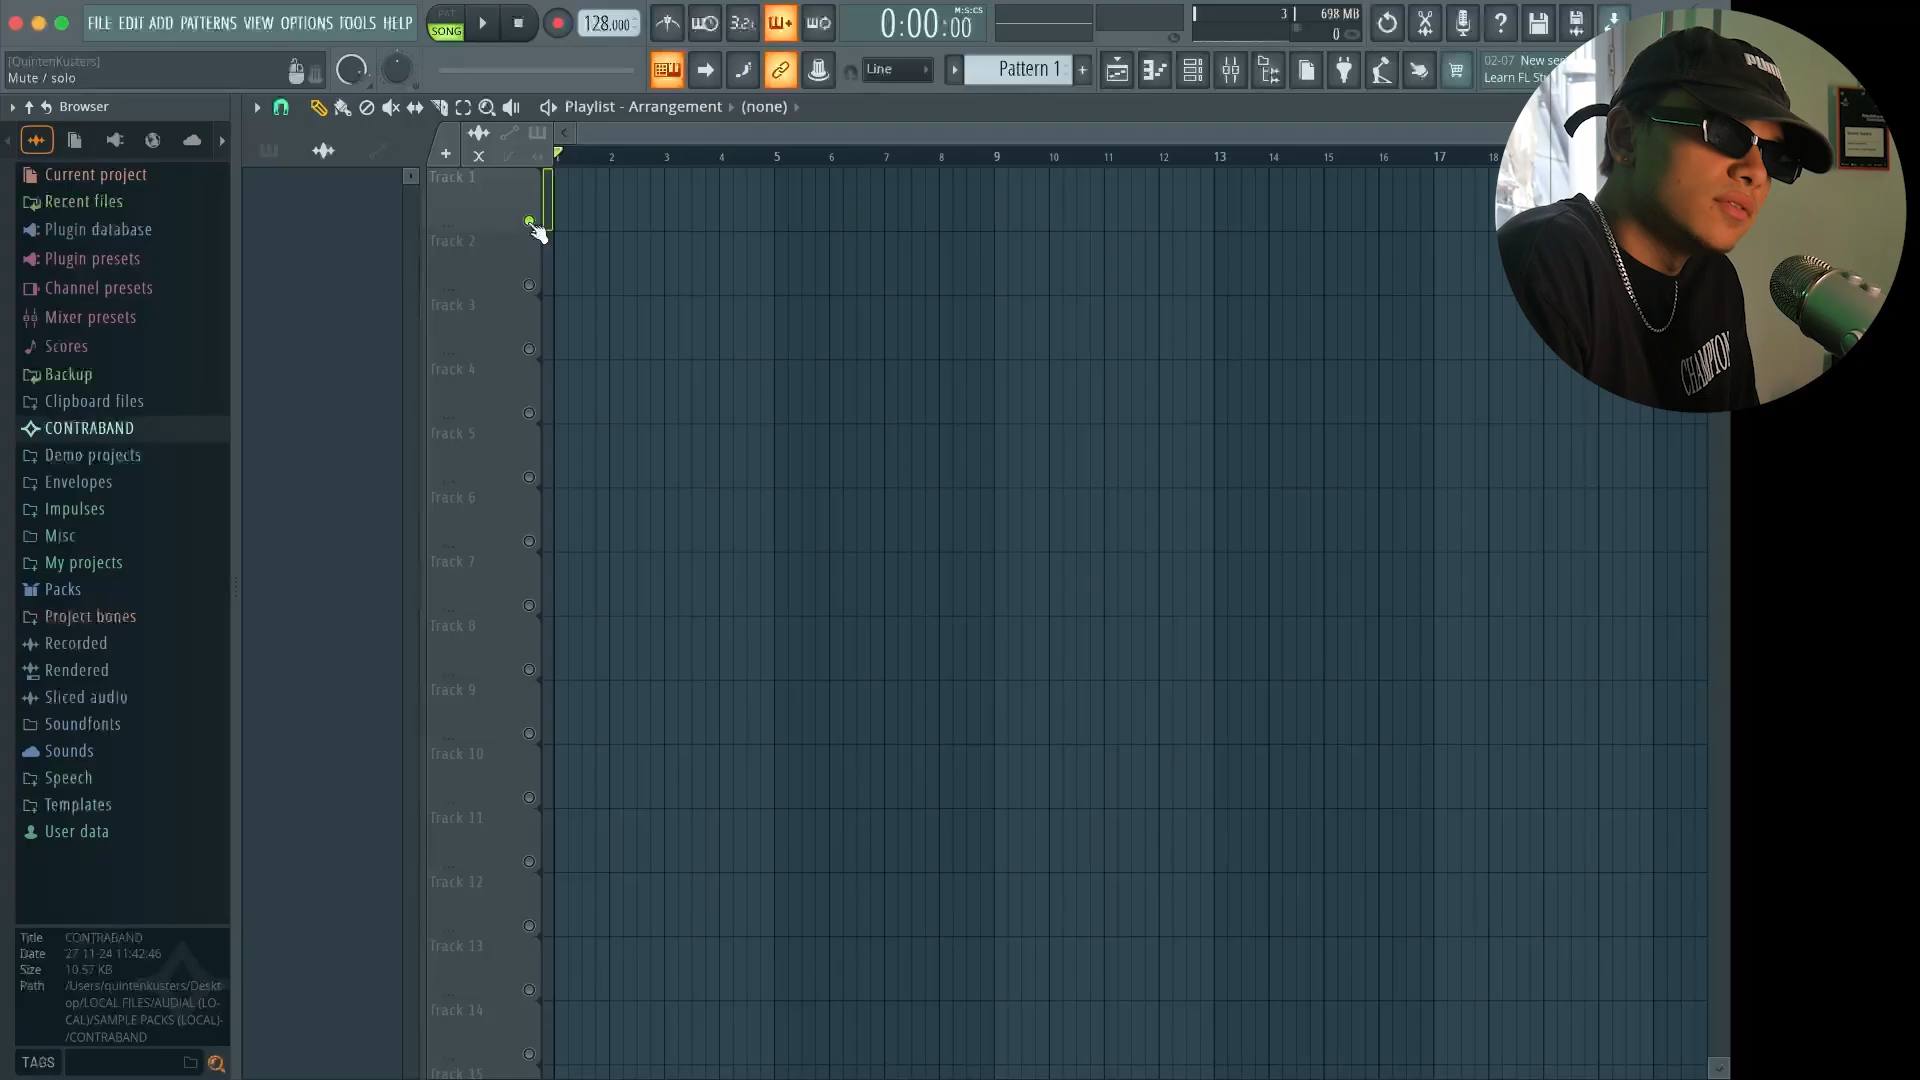 FILE EDIT ADD PATTERNS VIEW OPTIONS TOOLS HELP
PAT
SONG
128.000
3.2.
0:00:00
M:S:CS
3
698 MB
0
[QuintenKusters]
Mute / solo
Line
Pattern 1
02-07 New ser
Learn FL Stu
Browser
Playlist - Arrangement
(none)
2 3 4 5 6 7 8 9 10 11 12 13 14 15 16 17 18
Current project
Recent files
Plugin database
Plugin presets
Channel presets
Mixer presets
Scores
Backup
Clipboard files
CONTRABAND
Demo projects
Envelopes
Impulses
Misc
My projects
Packs
Project bones
Recorded
Rendered
Sliced audio
Soundfonts
Sounds
Speech
Templates
User data
Track 1
Track 2
Track 3
Track 4
Track 5
Track 6
Track 7
Track 8
Track 9
Track 10
Track 11
Track 12
Track 13
Track 14
Track 15
Title CONTRABAND
Date 27 11-24 11:42:46
Size 10.57 KB
Path /Users/quintenkusters/Deskt
op/LOCAL FILES/AUDIAL (LO-
CAL)/SAMPLE PACKS (LOCAL)-
/CONTRABAND
TAGS
PUMA
CHAMPION